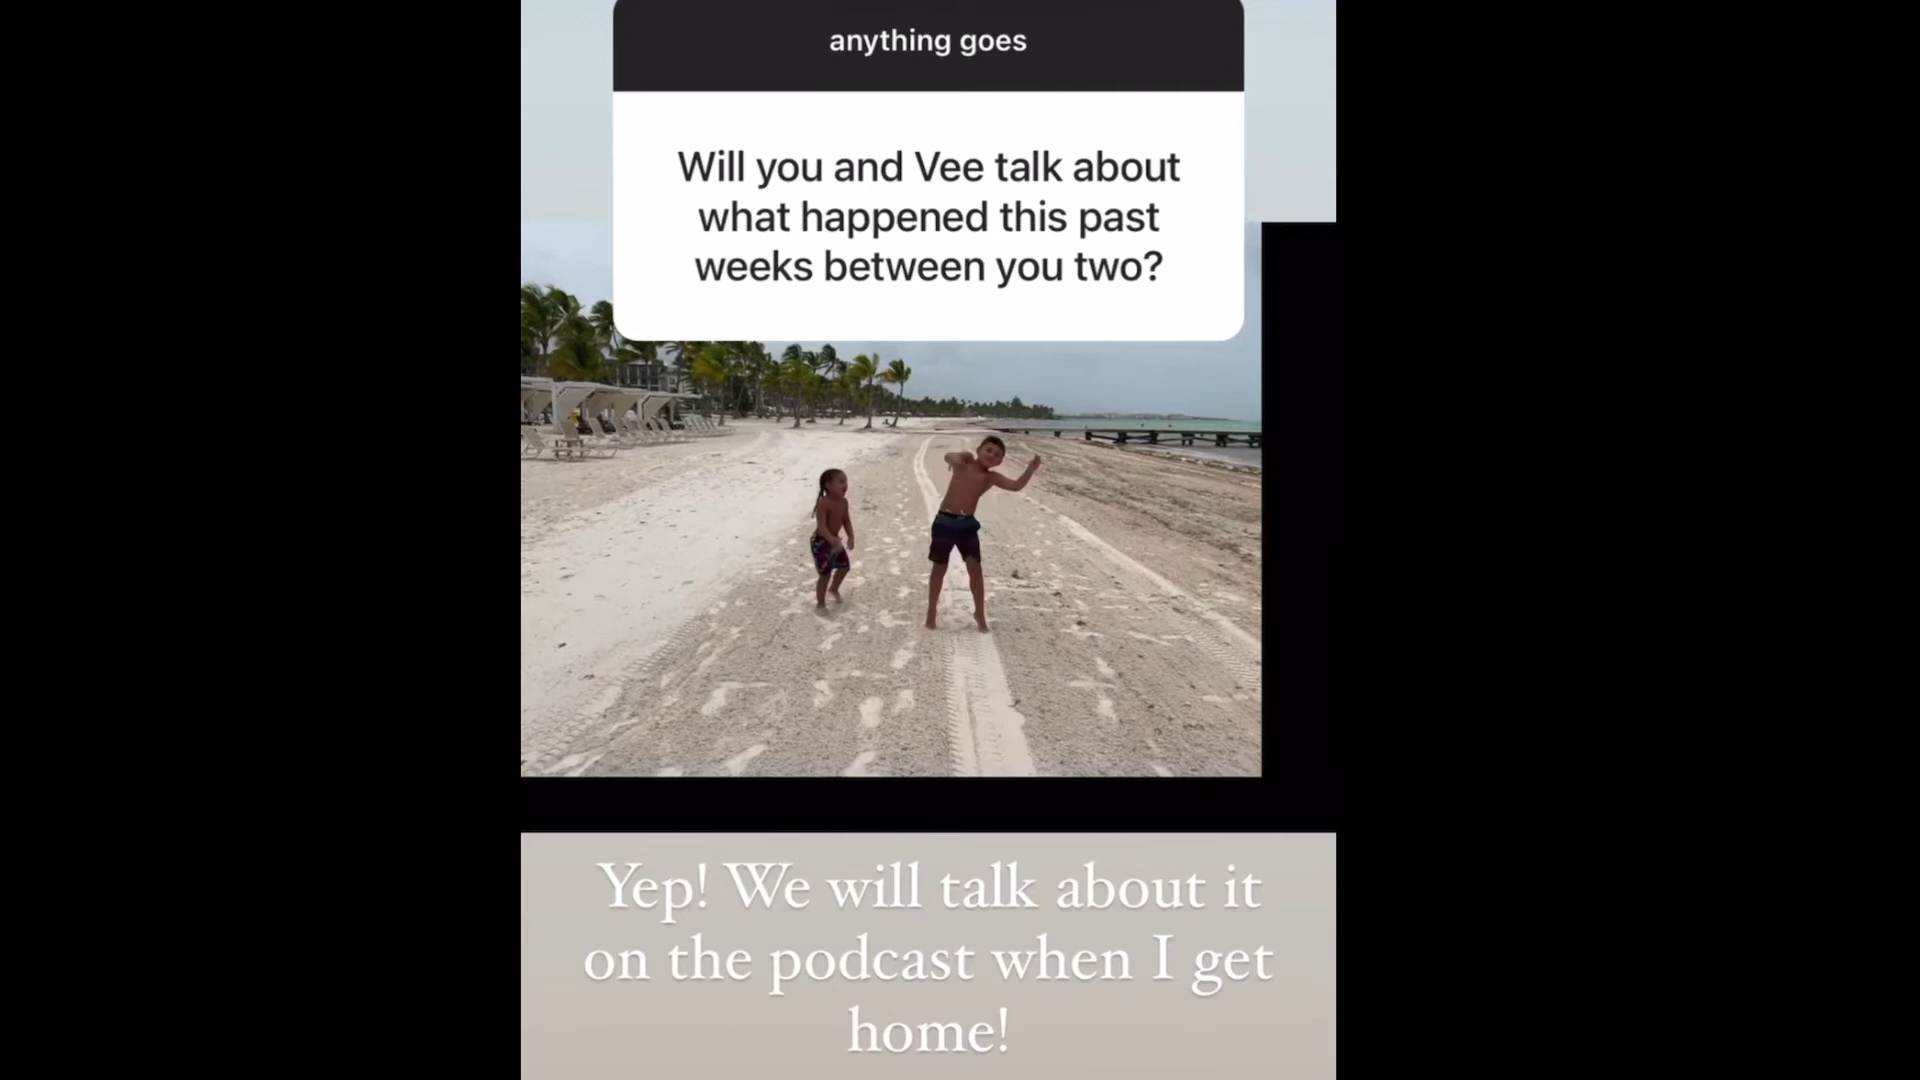 anything goes
Will you and Vee talk about
what happened this past
weeks between you two?
Yep! We will talk about it
on the podcast when I get
home!